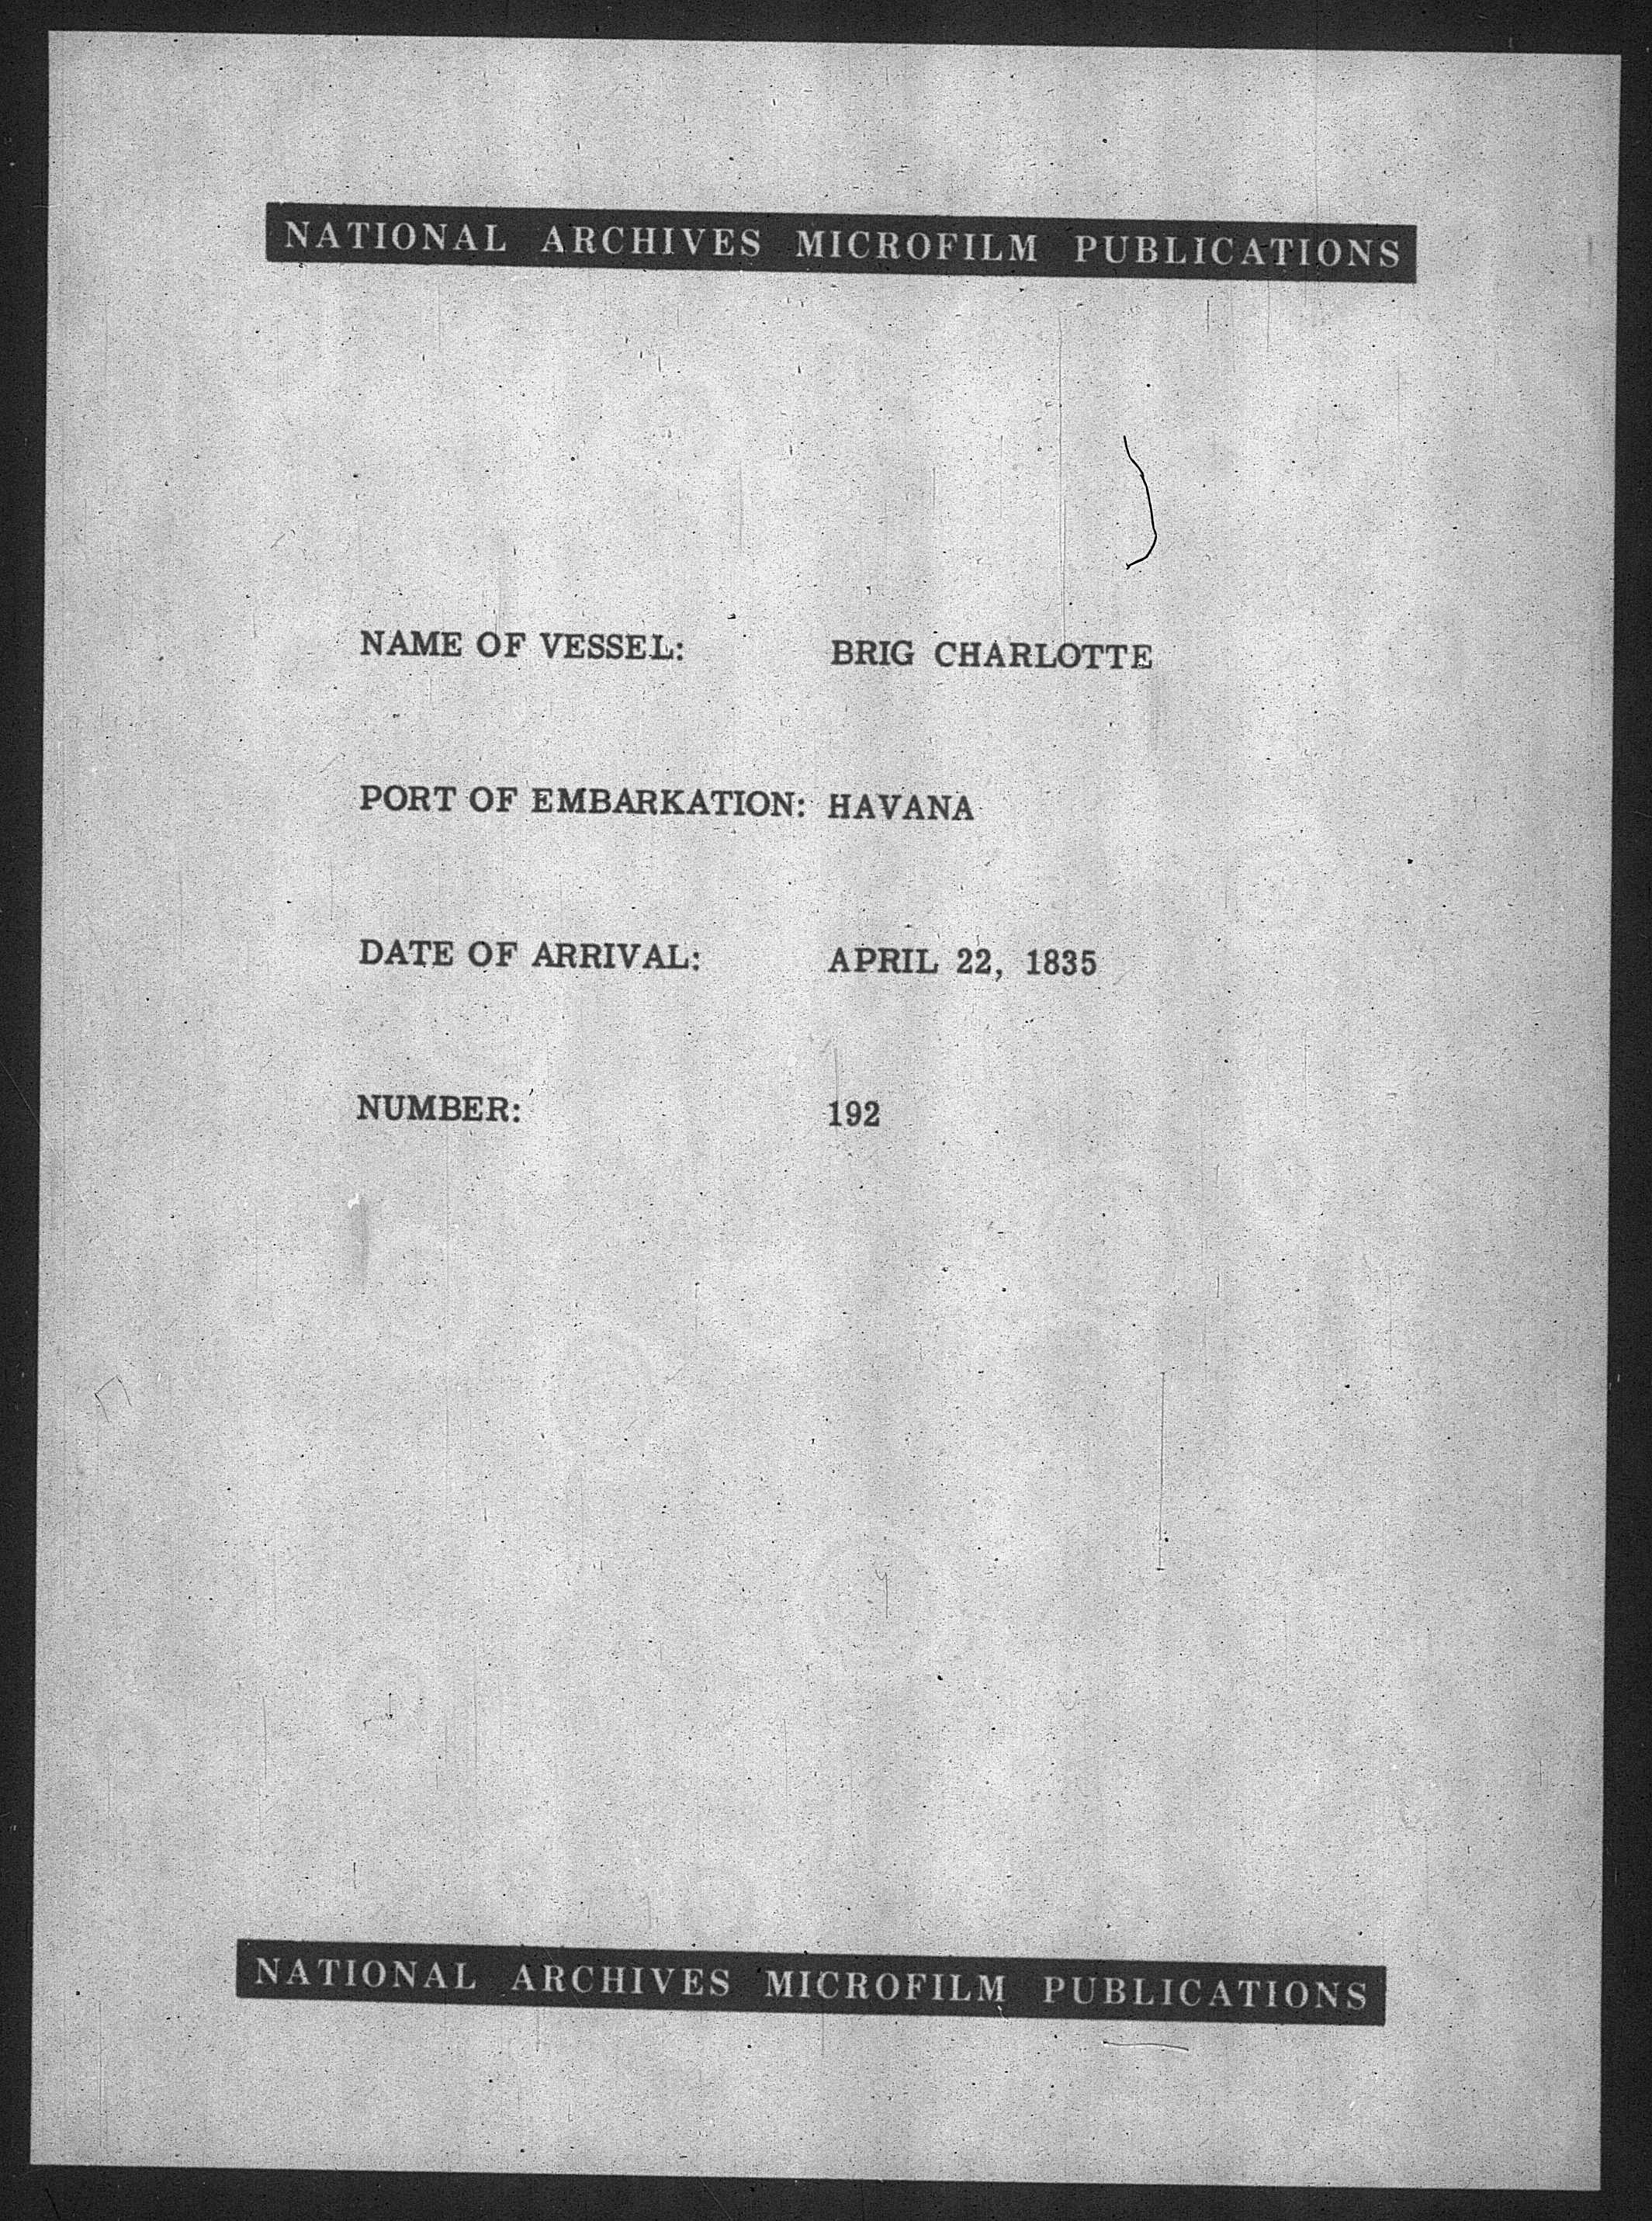 NATIONAL ARCHIVES MICROFILM PUBLICATIONS
NAME OF VESSEL: BRIG CHARLOTTE
PORT OF EMBARKATION: HAVANA
DATE OF ARRIVAL: APRIL 22, 1835
NUMBER: 192
NATIONAL ARCHIVES MICROFILM PUBLICATIONS